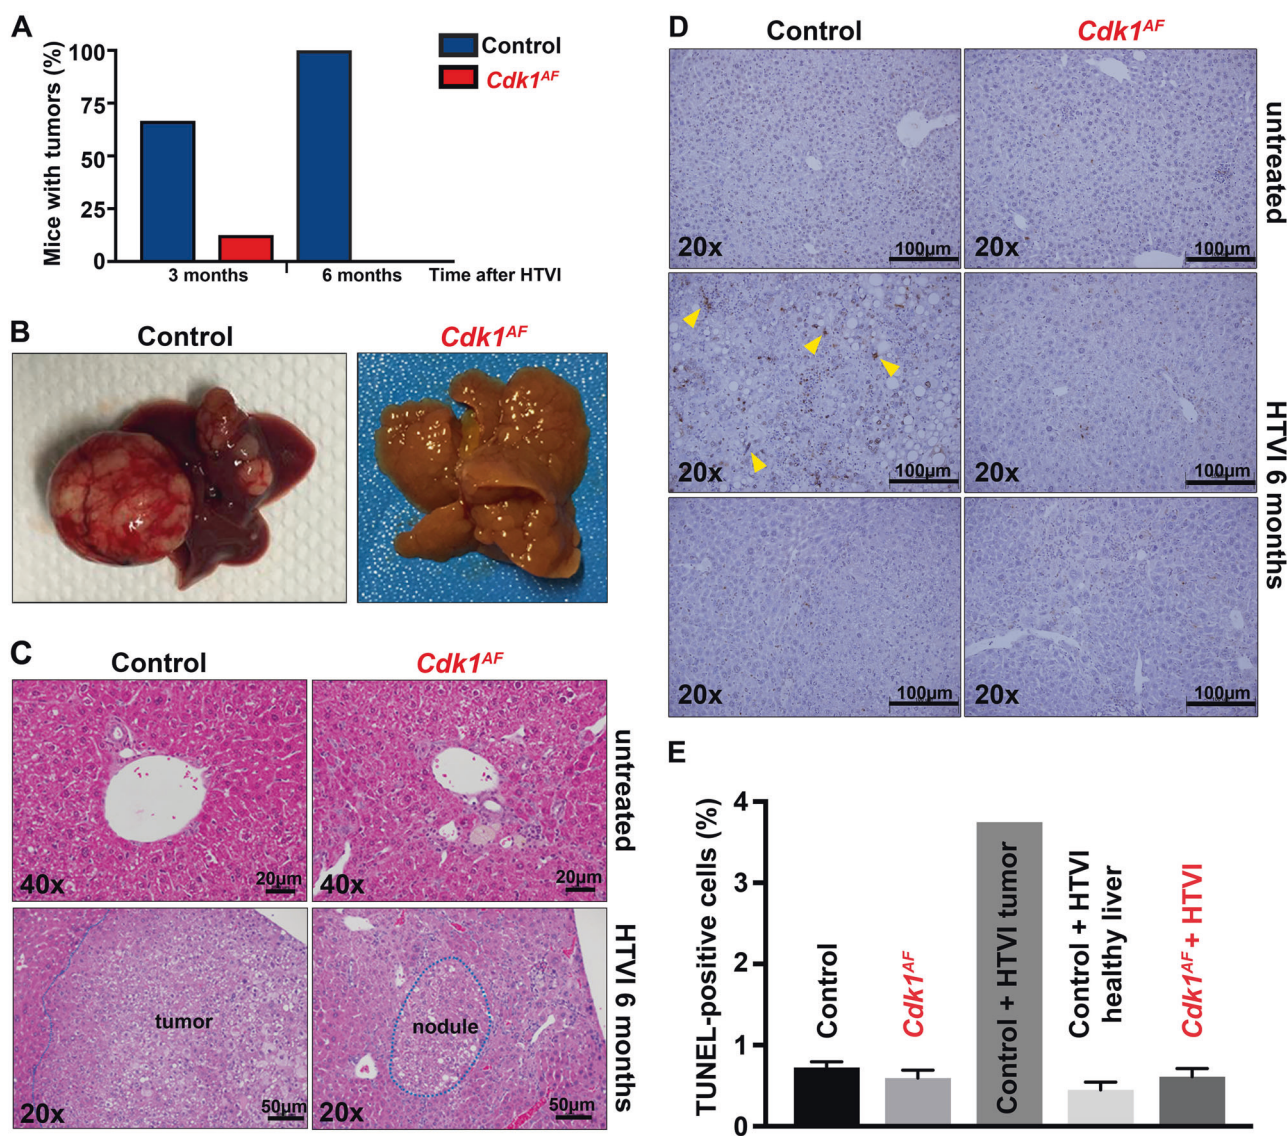 A
Mice with tumors (%)
100
75
50
25
0
3 months
6 months
Time after HTVI
Control
Cdk1AF
B
Control
Cdk1AF
C
Control
Cdk1AF
40x
20µm
40x
20µm
untreated
tumor
20x
50µm
nodule
20x
50µm
HTVI 6 months
D
Control
Cdk1AF
20x
100µm
20x
100µm
untreated
20x
100µm
20x
100µm
20x
100µm
20x
100µm
HTVI 6 months
E
TUNEL-positive cells (%)
4
3
2
1
0
Control
Cdk1AF
Control + HTVI tumor
Control + HTVI
healthy liver
Cdk1AF + HTVI